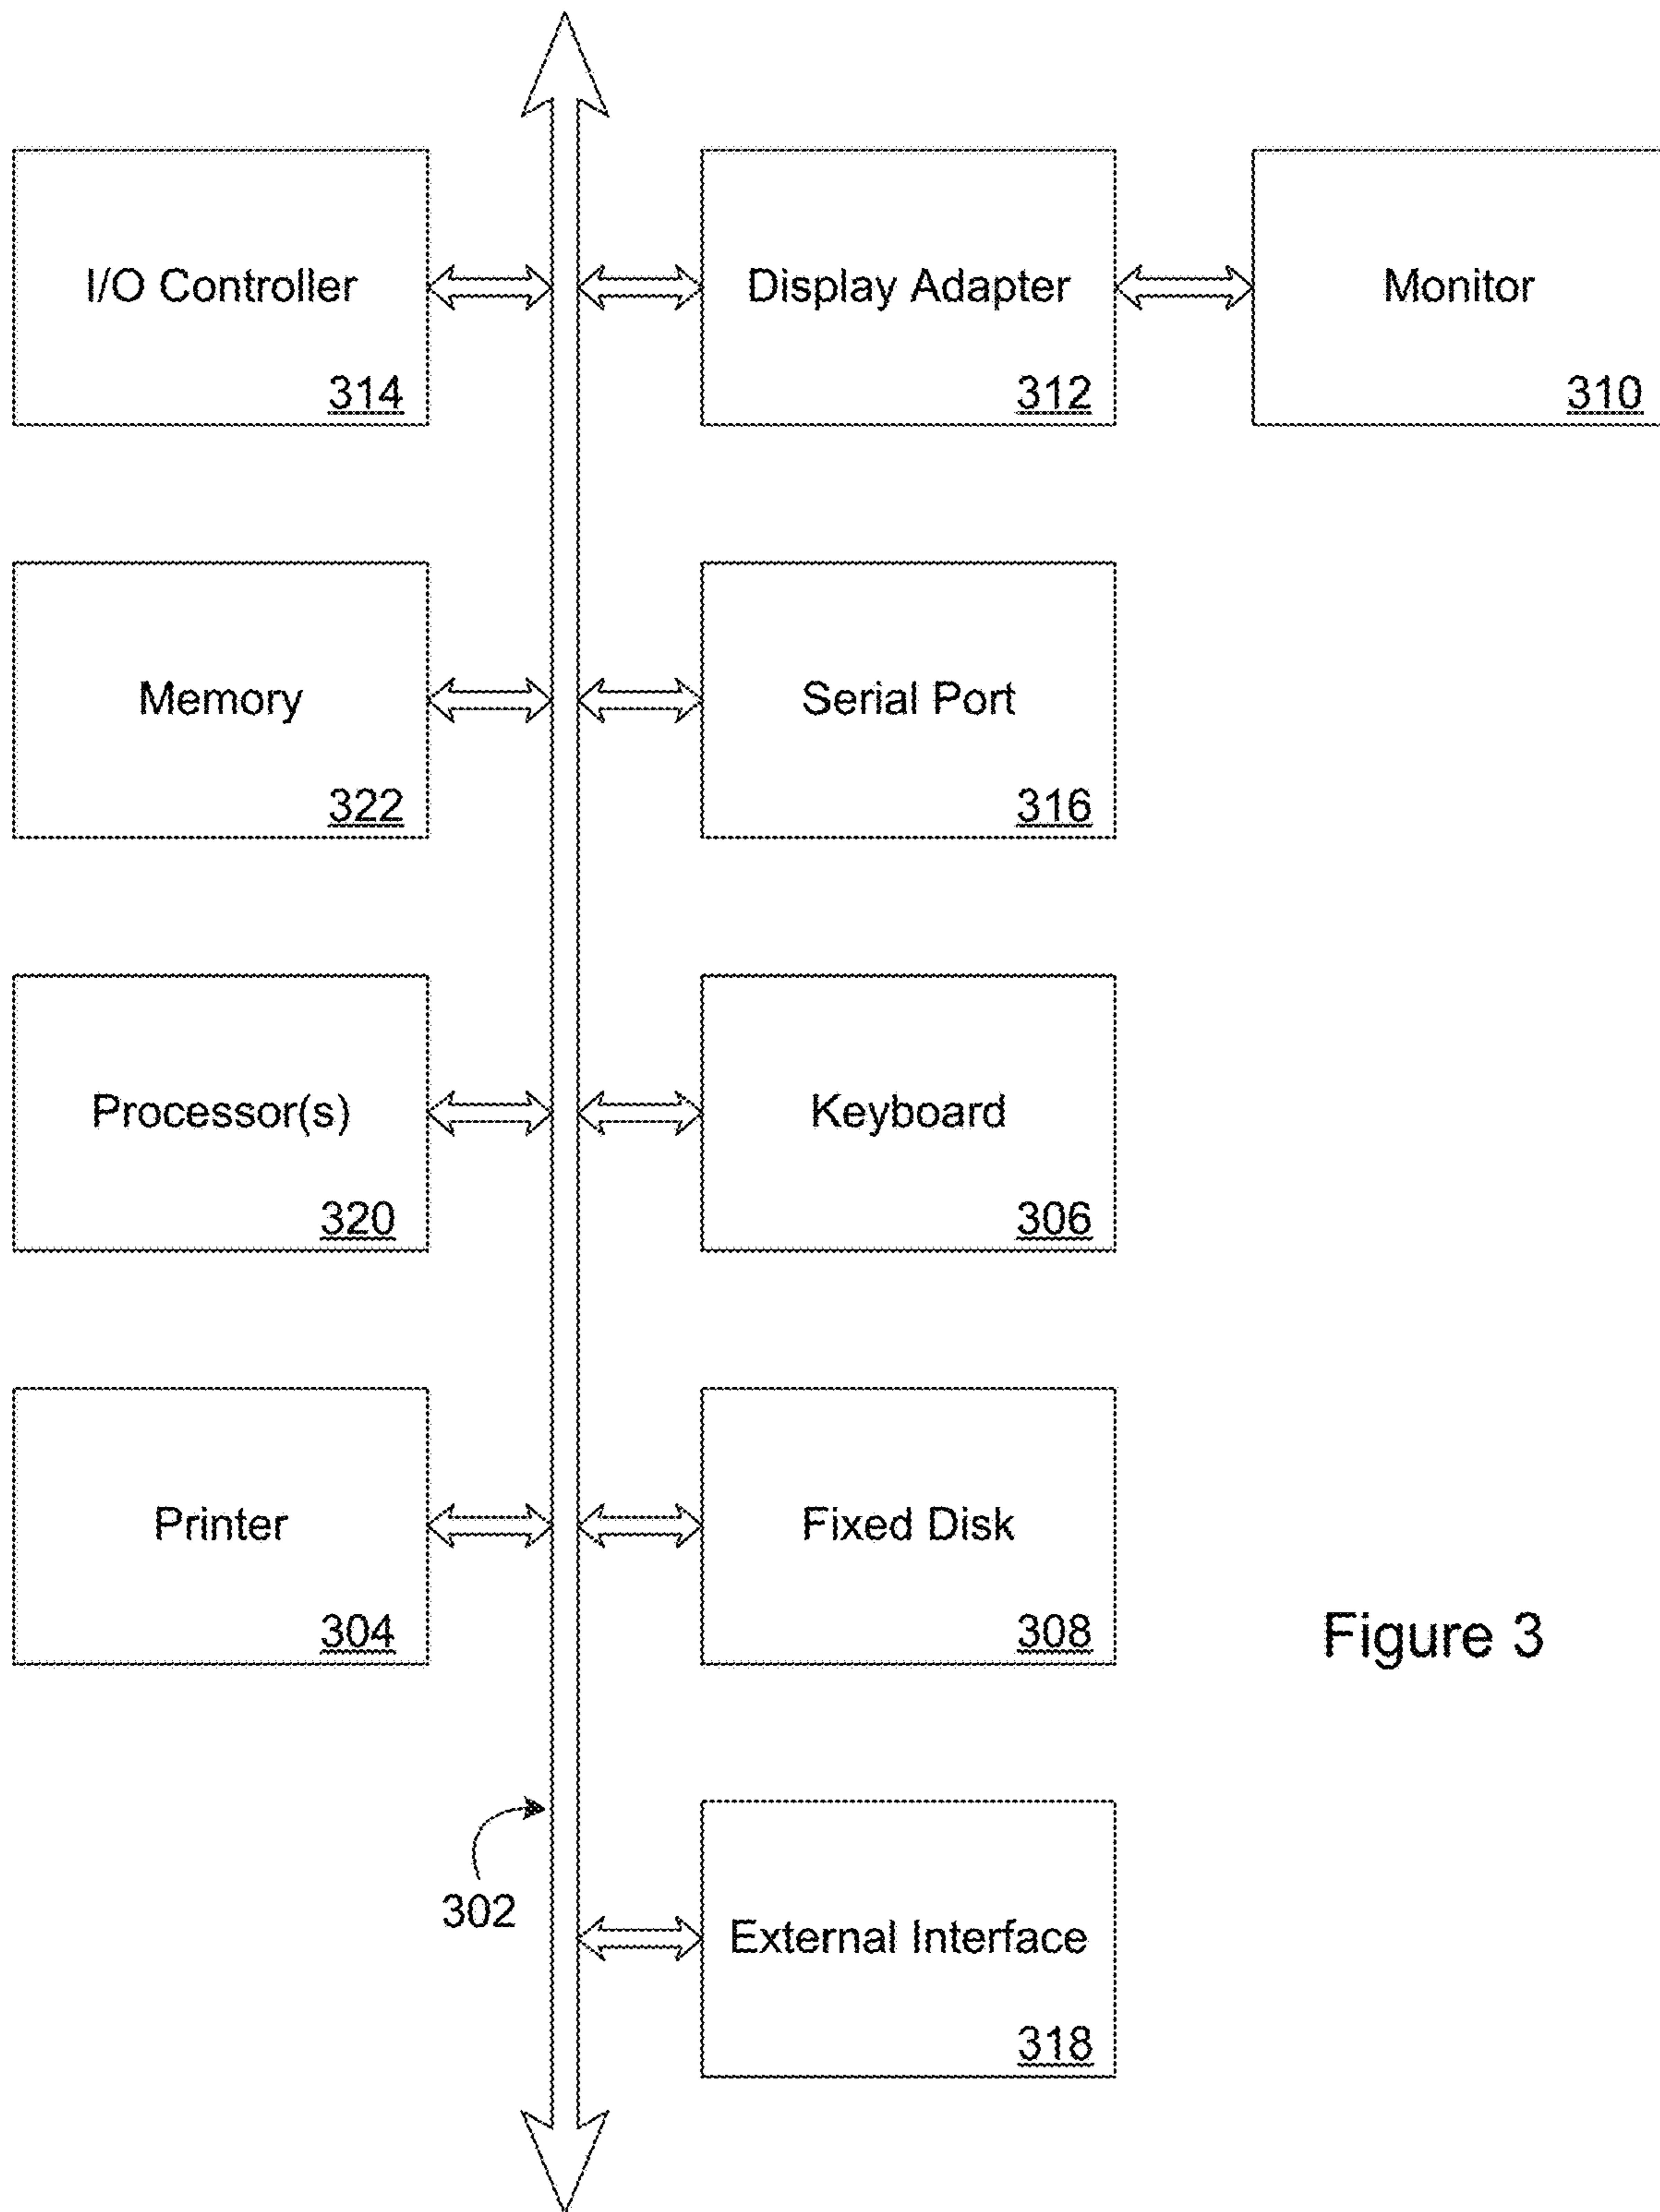 I/O Controller
314
Display Adapter
312
Monitor
310
Memory
322
Serial Port
316
Processor(s)
320
Keyboard
306
Printer
304
Fixed Disk
308
Figure 3
302
External Interface
318